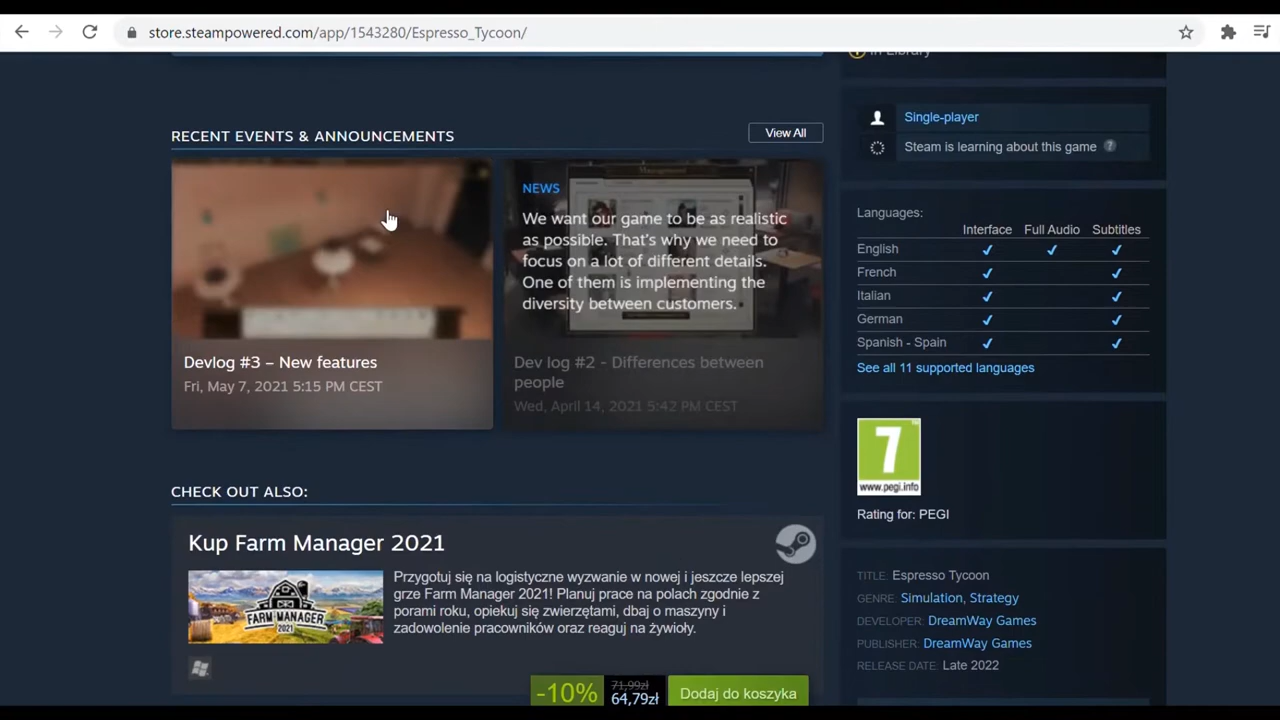 store.steampowered.com/app/1543280/Espresso_Tycoon/
In Library
RECENT EVENTS & ANNOUNCEMENTS
View All
Devlog #3 – New features
Fri, May 7, 2021 5:15 PM CEST
NEWS
We want our game to be as realistic
as possible. That's why we need to
focus on a lot of different details.
One of them is implementing the
diversity between customers.
Dev log #2 - Differences between
people
Wed, April 14, 2021 5:42 PM CEST
CHECK OUT ALSO:
Kup Farm Manager 2021
FARM MANAGER
2021
Przygotuj się na logistyczne wyzwanie w nowej i jeszcze lepszej
grze Farm Manager 2021! Planuj prace na polach zgodnie z
porami roku, opiekuj się zwierzętami, dbaj o maszyny i
zadowolenie pracowników oraz reaguj na żywioły.
-10%
71,99zł
64,79zł
Dodaj do koszyka
Single-player
Steam is learning about this game ?
Languages:
Interface Full Audio Subtitles
English ✓ ✓ ✓
French ✓ ✓
Italian ✓ ✓
German ✓ ✓
Spanish - Spain ✓ ✓
See all 11 supported languages
7
www.pegi.info
Rating for: PEGI
TITLE: Espresso Tycoon
GENRE: Simulation, Strategy
DEVELOPER: DreamWay Games
PUBLISHER: DreamWay Games
RELEASE DATE: Late 2022